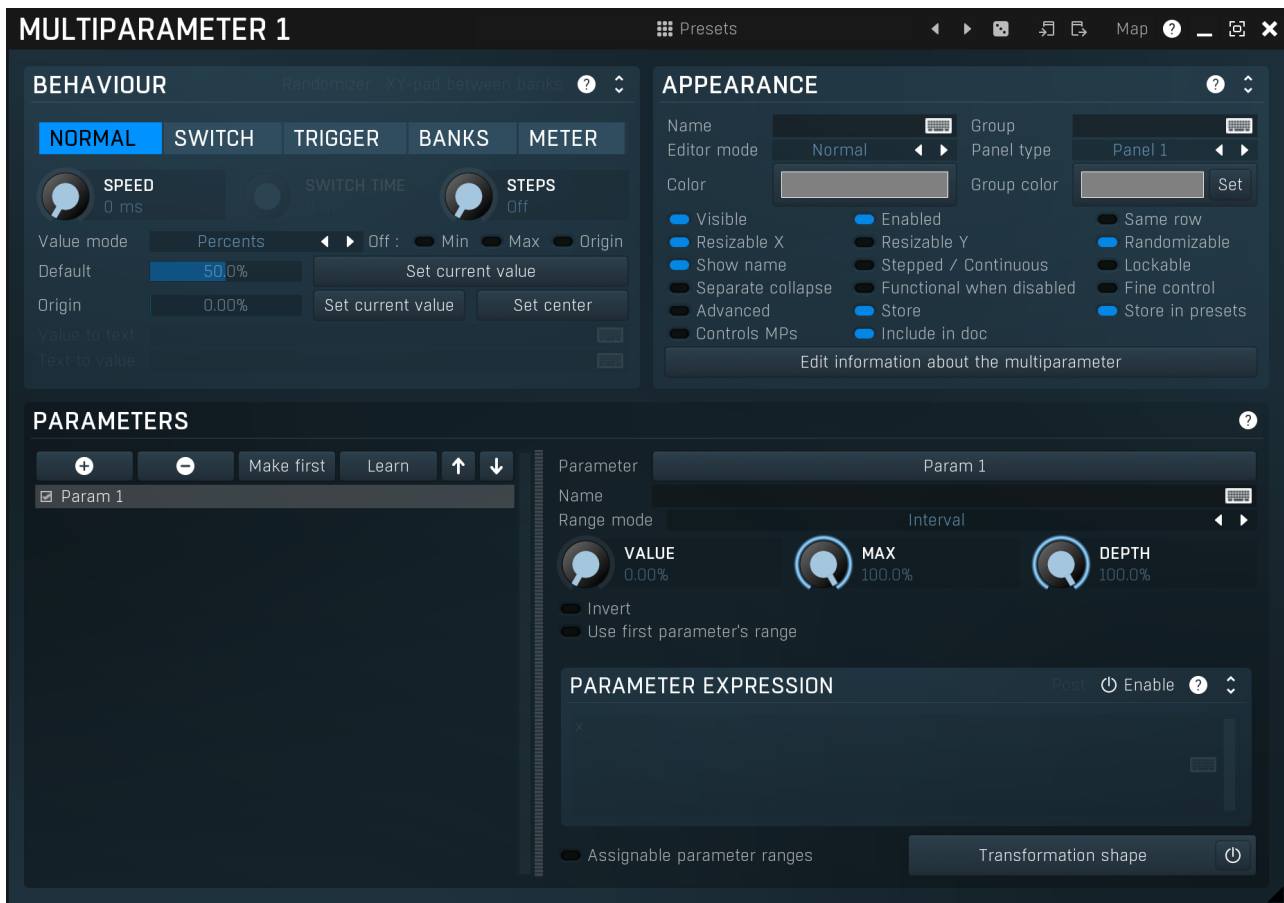 MULTIPARAMETER 1 Presets Map ?
BEHAVIOUR Randomizer XY-pad between banks ?
NORMAL SWITCH TRIGGER BANKS METER
SPEED SWITCH TIME STEPS
0 ms Off
Value mode Percents Off : Min Max Origin
Default 50.0% Set current value
Origin 0.00% Set current value Set center
Value to text
Text to value
APPEARANCE ?
Name Group
Editor mode Normal Panel type Panel 1
Color Group color Set
Visible Enabled Same row
Resizable X Resizable Y Randomizable
Show name Stepped / Continuous Lockable
Separate collapse Functional when disabled Fine control
Advanced Store Store in presets
Controls MPs Include in doc
Edit information about the multiparameter
PARAMETERS ?
Make first Learn
Param 1
Parameter Param 1
Name
Range mode Interval
VALUE MAX DEPTH
0.00% 100.0% 100.0%
Invert
Use first parameter's range
PARAMETER EXPRESSION Post Enable ?
x
Assignable parameter ranges Transformation shape